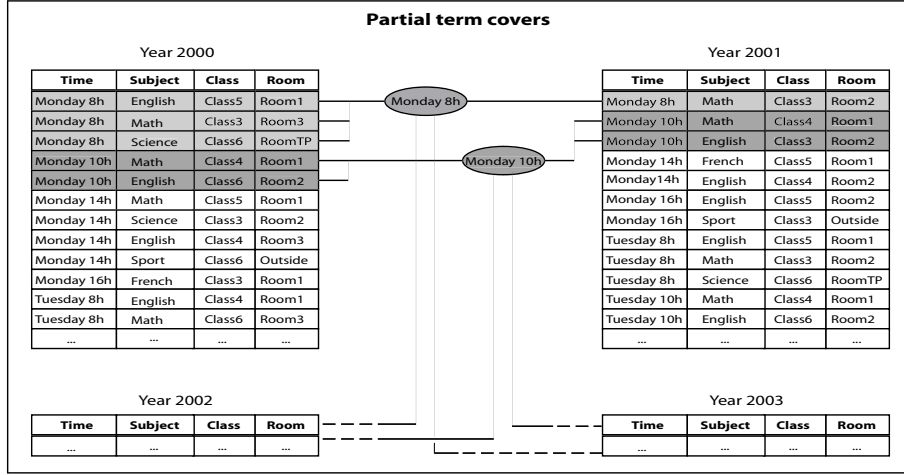 Partial term covers
Year 2000
Time Subject Class Room
Monday 8h English Class5 Room1
Monday 8h Math Class3 Room3
Monday 8h Science Class6 RoomTP
Monday 10h Math Class4 Room1
Monday 10h English Class6 Room2
Monday 14h Math Class5 Room1
Monday 14h Science Class3 Room2
Monday 14h English Class4 Room3
Monday 14h Sport Class6 Outside
Monday 16h French Class3 Room1
Tuesday 8h English Class4 Room1
Tuesday 8h Math Class6 Room3
... ... ... ...
Monday 8h
Monday 10h
Year 2001
Time Subject Class Room
Monday 8h Math Class3 Room2
Monday 10h Math Class4 Room1
Monday 10h English Class3 Room2
Monday 14h French Class5 Room1
Monday14h English Class4 Room2
Monday 16h English Class5 Room2
Monday 16h Sport Class3 Outside
Tuesday 8h English Class5 Room1
Tuesday 8h Math Class3 Room2
Tuesday 8h Science Class6 RoomTP
Tuesday 10h Math Class4 Room1
Tuesday 10h English Class6 Room2
... ... ... ...
Year 2002
Time Subject Class Room
... ... ... ...
Year 2003
Time Subject Class Room
... ... ... ...